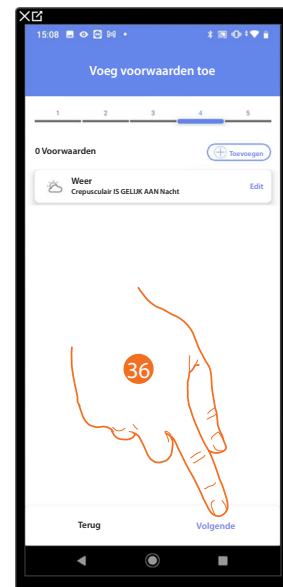 15:08
Voeg voorwaarden toe
1 2 3 4 5
0 Voorwaarden
Toevoegen
Weer
Crepusculair IS GELIJK AAN Nacht
Edit
36
Terug
Volgende